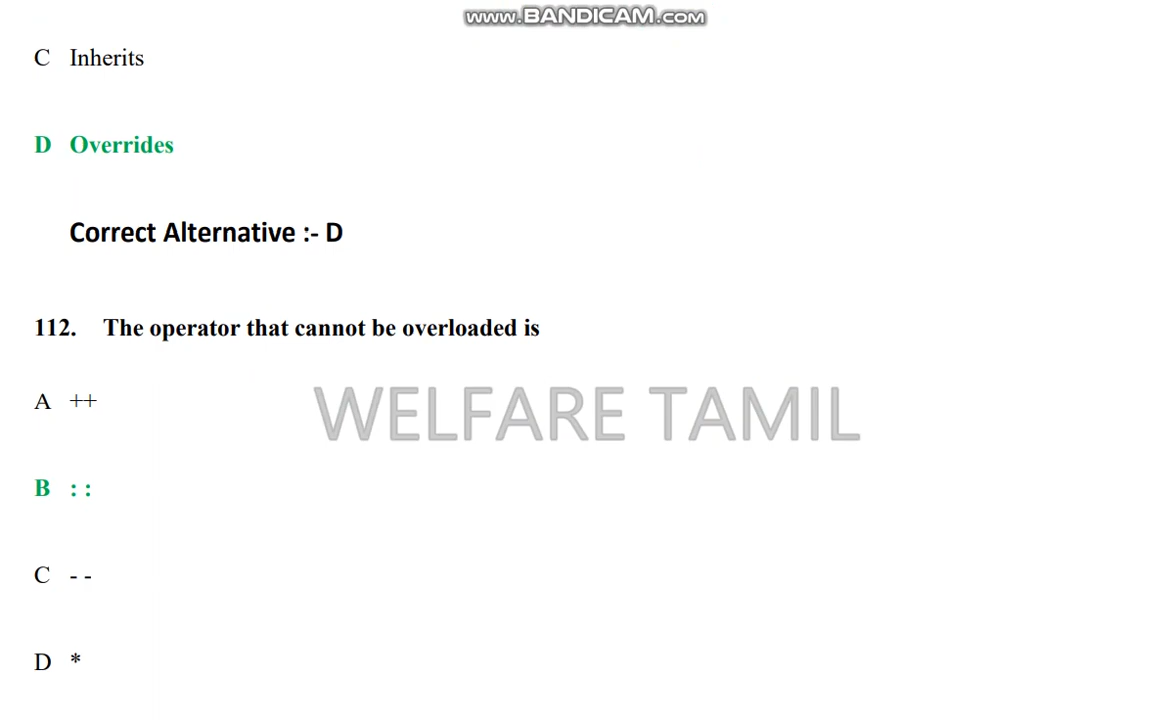 www.BANDICAM.com
C Inherits
D Overrides
Correct Alternative :- D
112. The operator that cannot be overloaded is
A ++
WELFARE TAMIL
B : :
C - -
D *